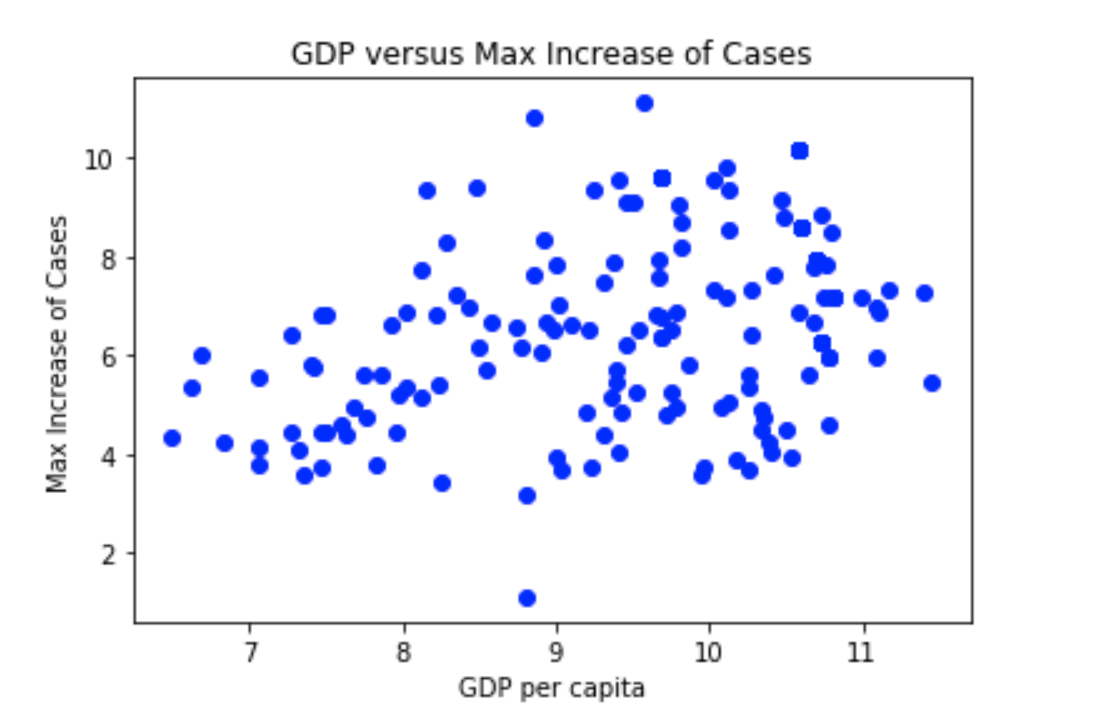 GDP versus Max Increase of Cases
10
8
6
4
2
Max Increase of Cases
7 8 9 10 11
GDP per capita